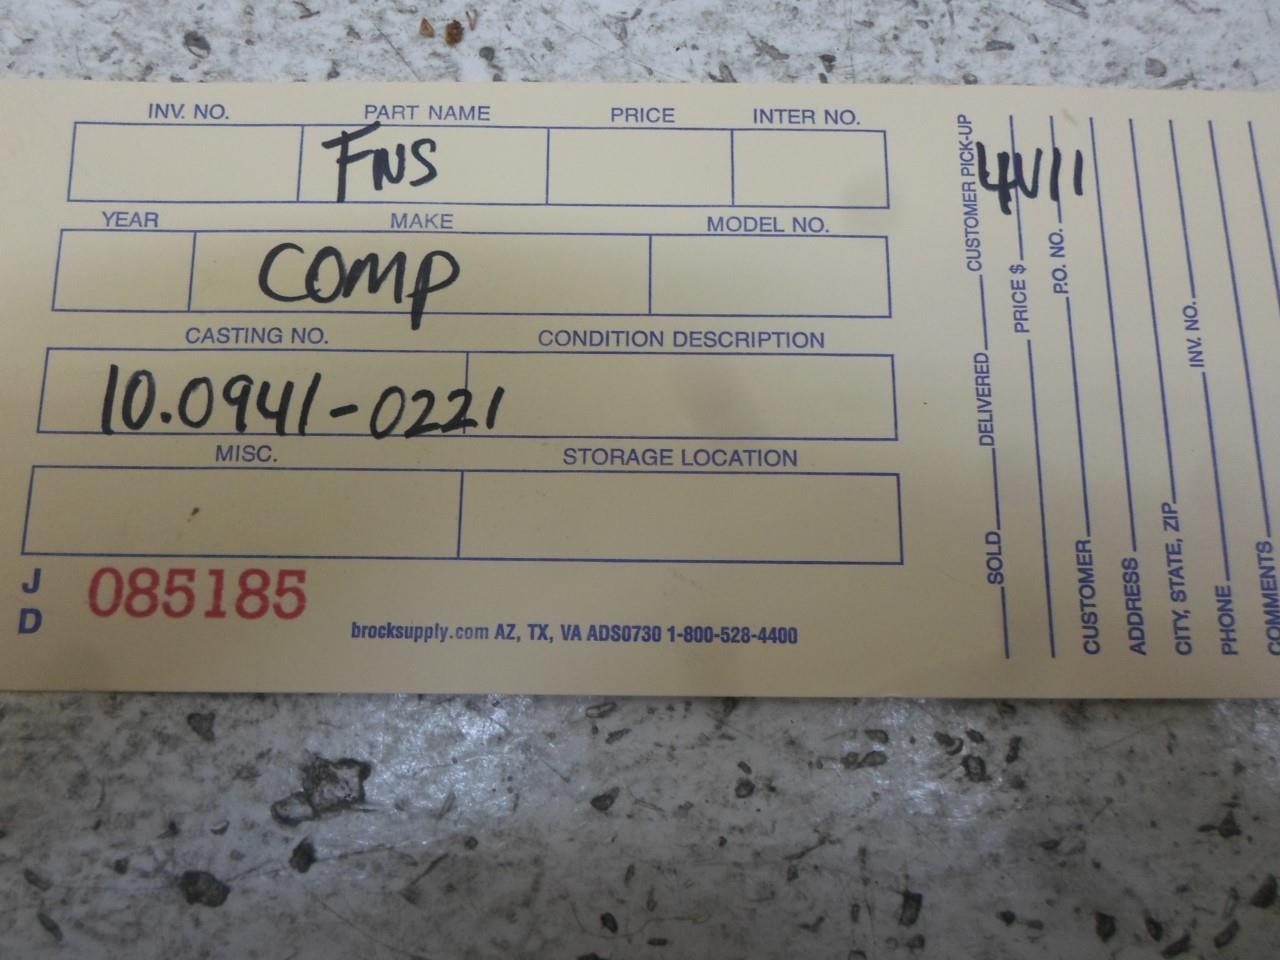 INV. NO. PART NAME PRICE INTER NO.
FNS
YEAR MAKE MODEL NO.
COMP
CASTING NO. CONDITION DESCRIPTION
10.0941-0221
MISC. STORAGE LOCATION
J
D
085185
brocksupply.com AZ, TX, VA ADS0730 1-800-528-4400
4V11
SOLD DELIVERED CUSTOMER PICK-UP
PRICE $
P.O. NO.
CUSTOMER
ADDRESS
CITY, STATE, ZIP INV. NO.
PHONE
COMMENTS